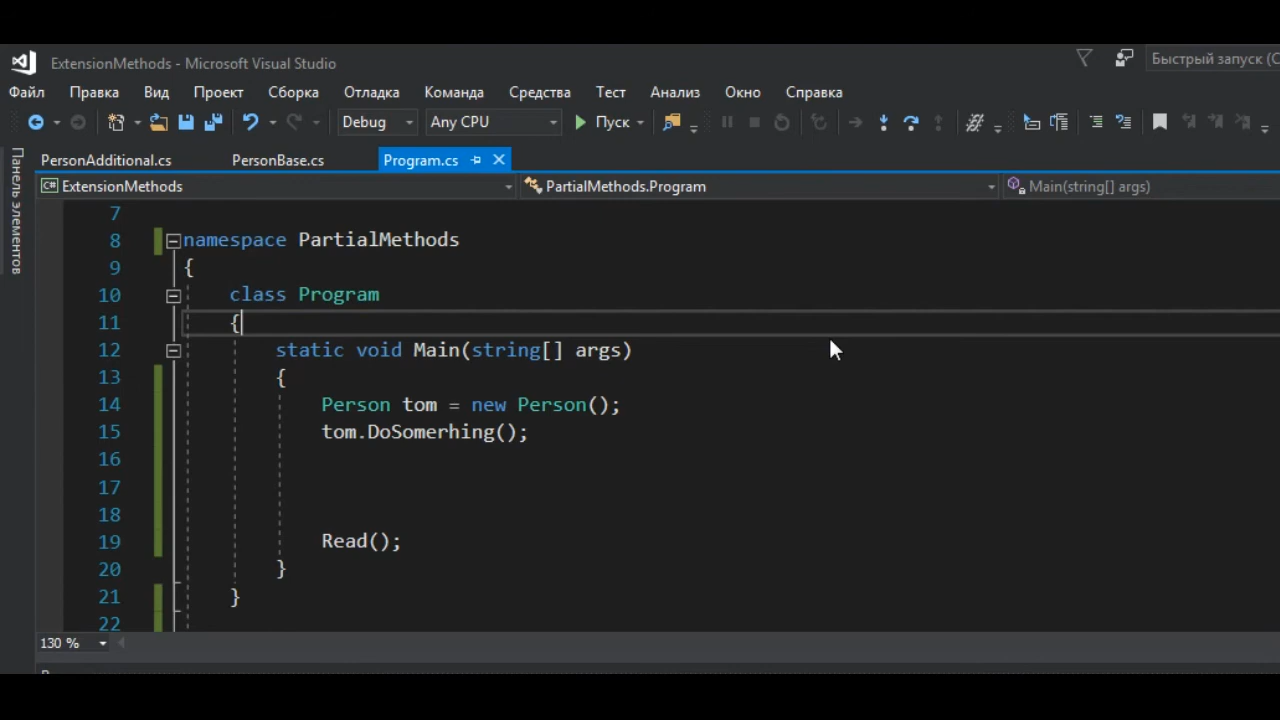 ExtensionMethods - Microsoft Visual Studio
Быстрый запуск (C
Файл Правка Вид Проект Сборка Отладка Команда Средства Тест Анализ Окно Справка
Debug Any CPU Пуск
PersonAdditional.cs PersonBase.cs Program.cs
Панель элементов
C# ExtensionMethods PartialMethods.Program Main(string[] args)
7
8 namespace PartialMethods
9 {
10 class Program
11 {
12 static void Main(string[] args)
13 {
14 Person tom = new Person();
15 tom.DoSomerhing();
16
17
18
19 Read();
20 }
21 }
22
130 %